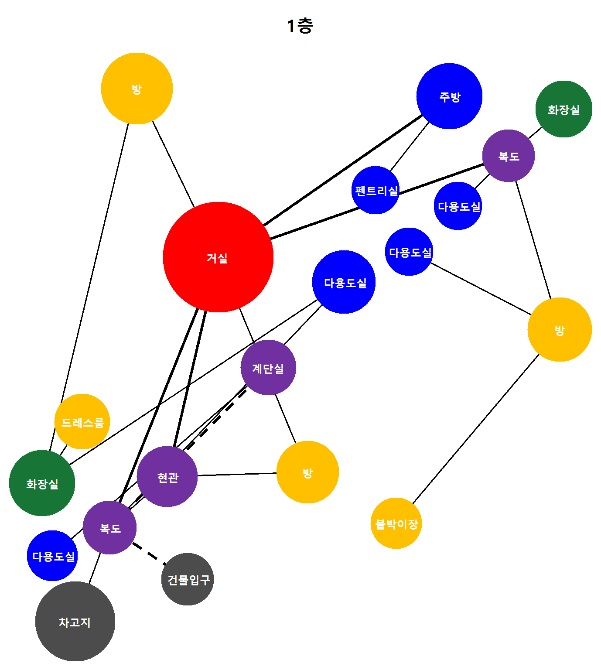 1층
방
주방
화장실
복도
펜트리실
다용도실
거실
다용도실
다용도실
방
계단실
드레스룸
방
현관
화장실
붙박이장
복도
다용도실
건물입구
차고지